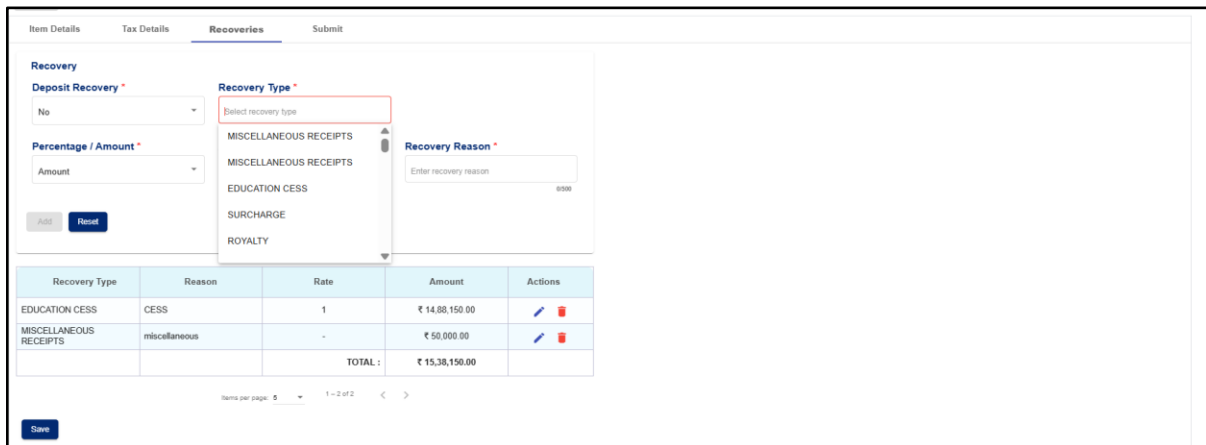 Item Details Tax Details Recoveries Submit
Recovery
Deposit Recovery * Recovery Type *
No Select recovery type
MISCELLANEOUS RECEIPTS
Percentage / Amount * Recovery Reason *
MISCELLANEOUS RECEIPTS
Amount Enter recovery reason
EDUCATION CESS 0/500
SURCHARGE
Add Reset
ROYALTY
Recovery Type Reason Rate Amount Actions
EDUCATION CESS CESS 1 ₹ 14,88,150.00
MISCELLANEOUS RECEIPTS miscellaneous - ₹ 50,000.00
TOTAL : ₹ 15,38,150.00
Items per page: 5 1 – 2 of 2 < >
Save